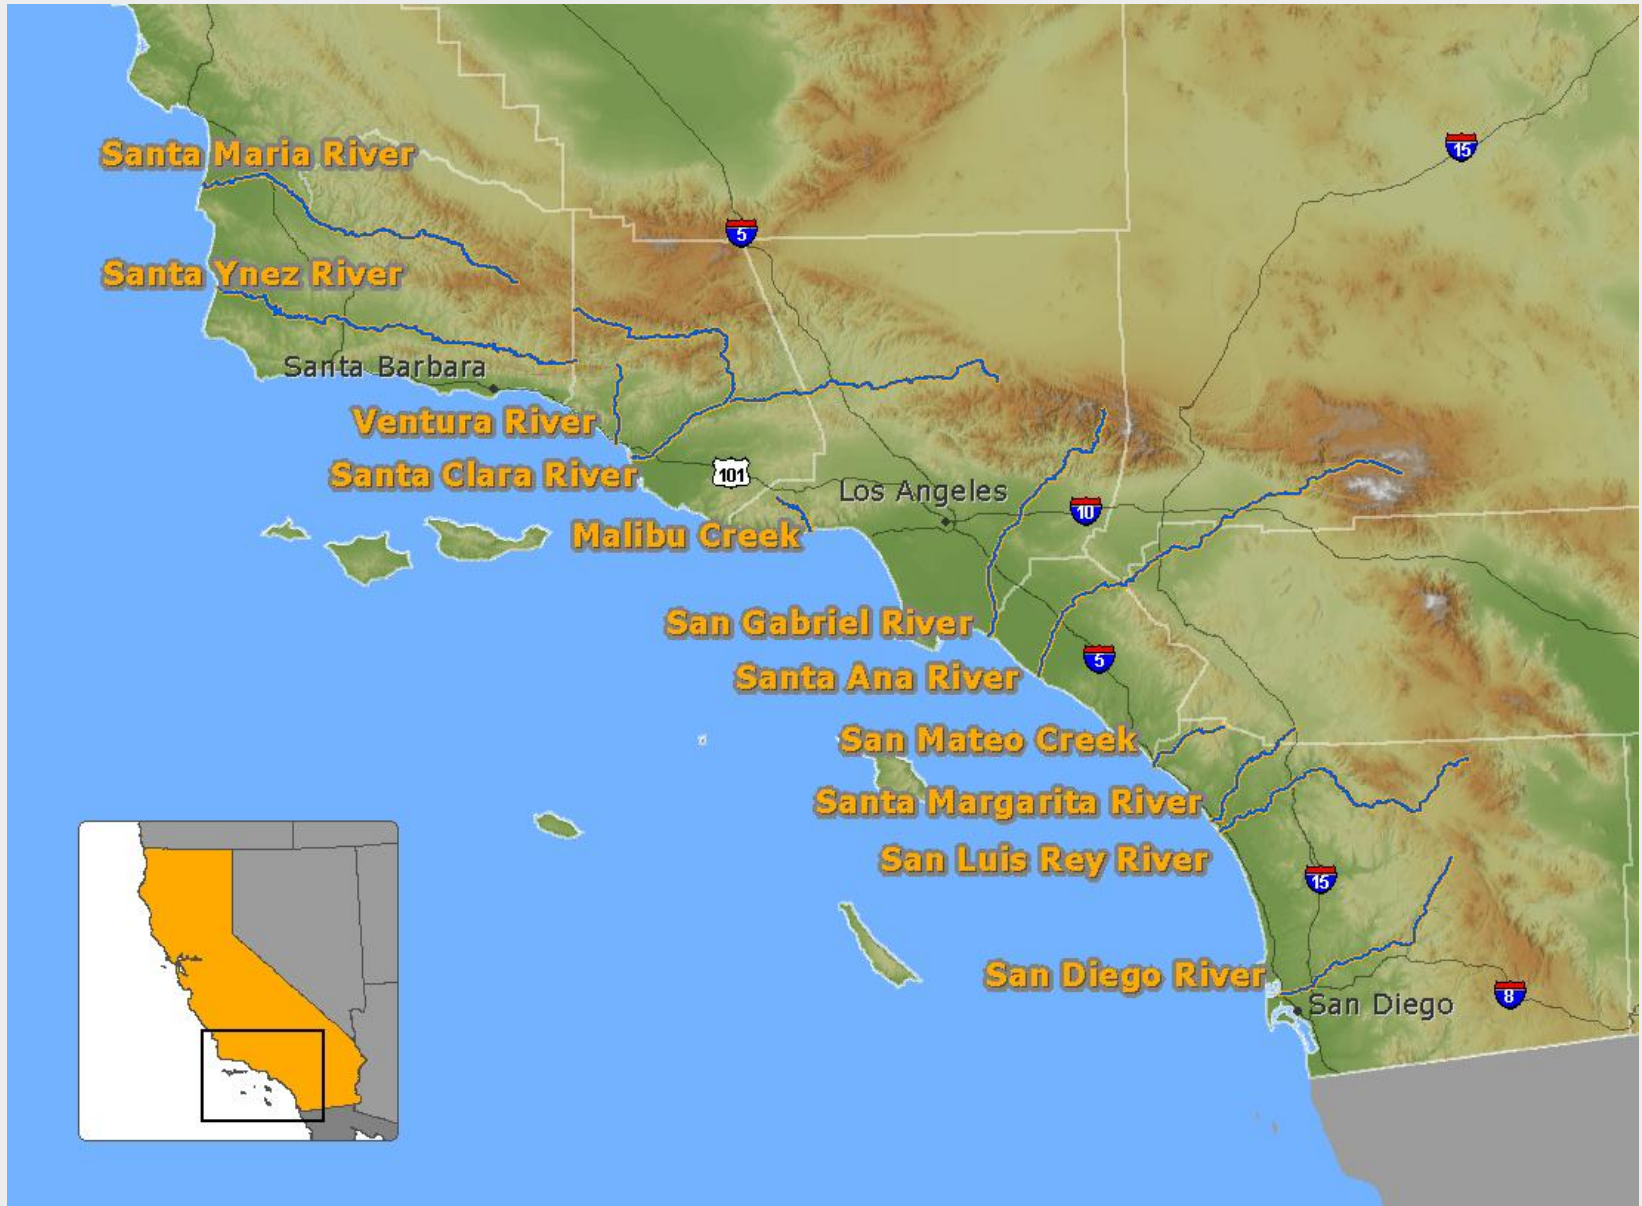 15
Santa Maria River
5
Santa Ynez River
Santa Barbara
Ventura River
Santa Clara River
101
Los Angeles
10
Malibu Creek
San Gabriel River
5
Santa Ana River
San Mateo Creek
Santa Margarita River
San Luis Rey River
15
San Diego River
8
San Diego